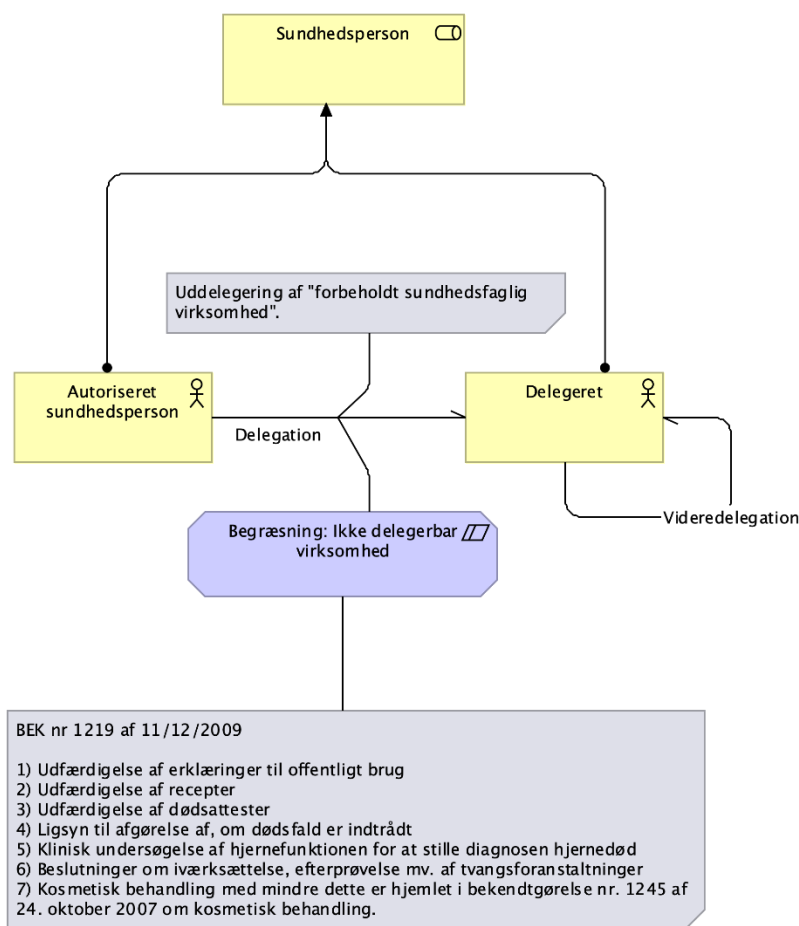 Sundhedsperson
Uddelegering af "forbeholdt sundhedsfaglig
virksomhed".
Autoriseret
sundhedsperson
Delegeret
Delegation
Videredelegation
Begræsning: Ikke delegerbar
virksomhed
BEK nr 1219 af 11/12/2009
1) Udfærdigelse af erklæringer til offentligt brug
2) Udfærdigelse af recepter
3) Udfærdigelse af dødsattester
4) Ligsyn til afgørelse af, om dødsfald er indtrådt
5) Klinisk undersøgelse af hjernefunktionen for at stille diagnosen hjernedød
6) Beslutninger om iværksættelse, efterprøvelse mv. af tvangsforanstaltninger
7) Kosmetisk behandling med mindre dette er hjemlet i bekendtgørelse nr. 1245 af
24. oktober 2007 om kosmetisk behandling.